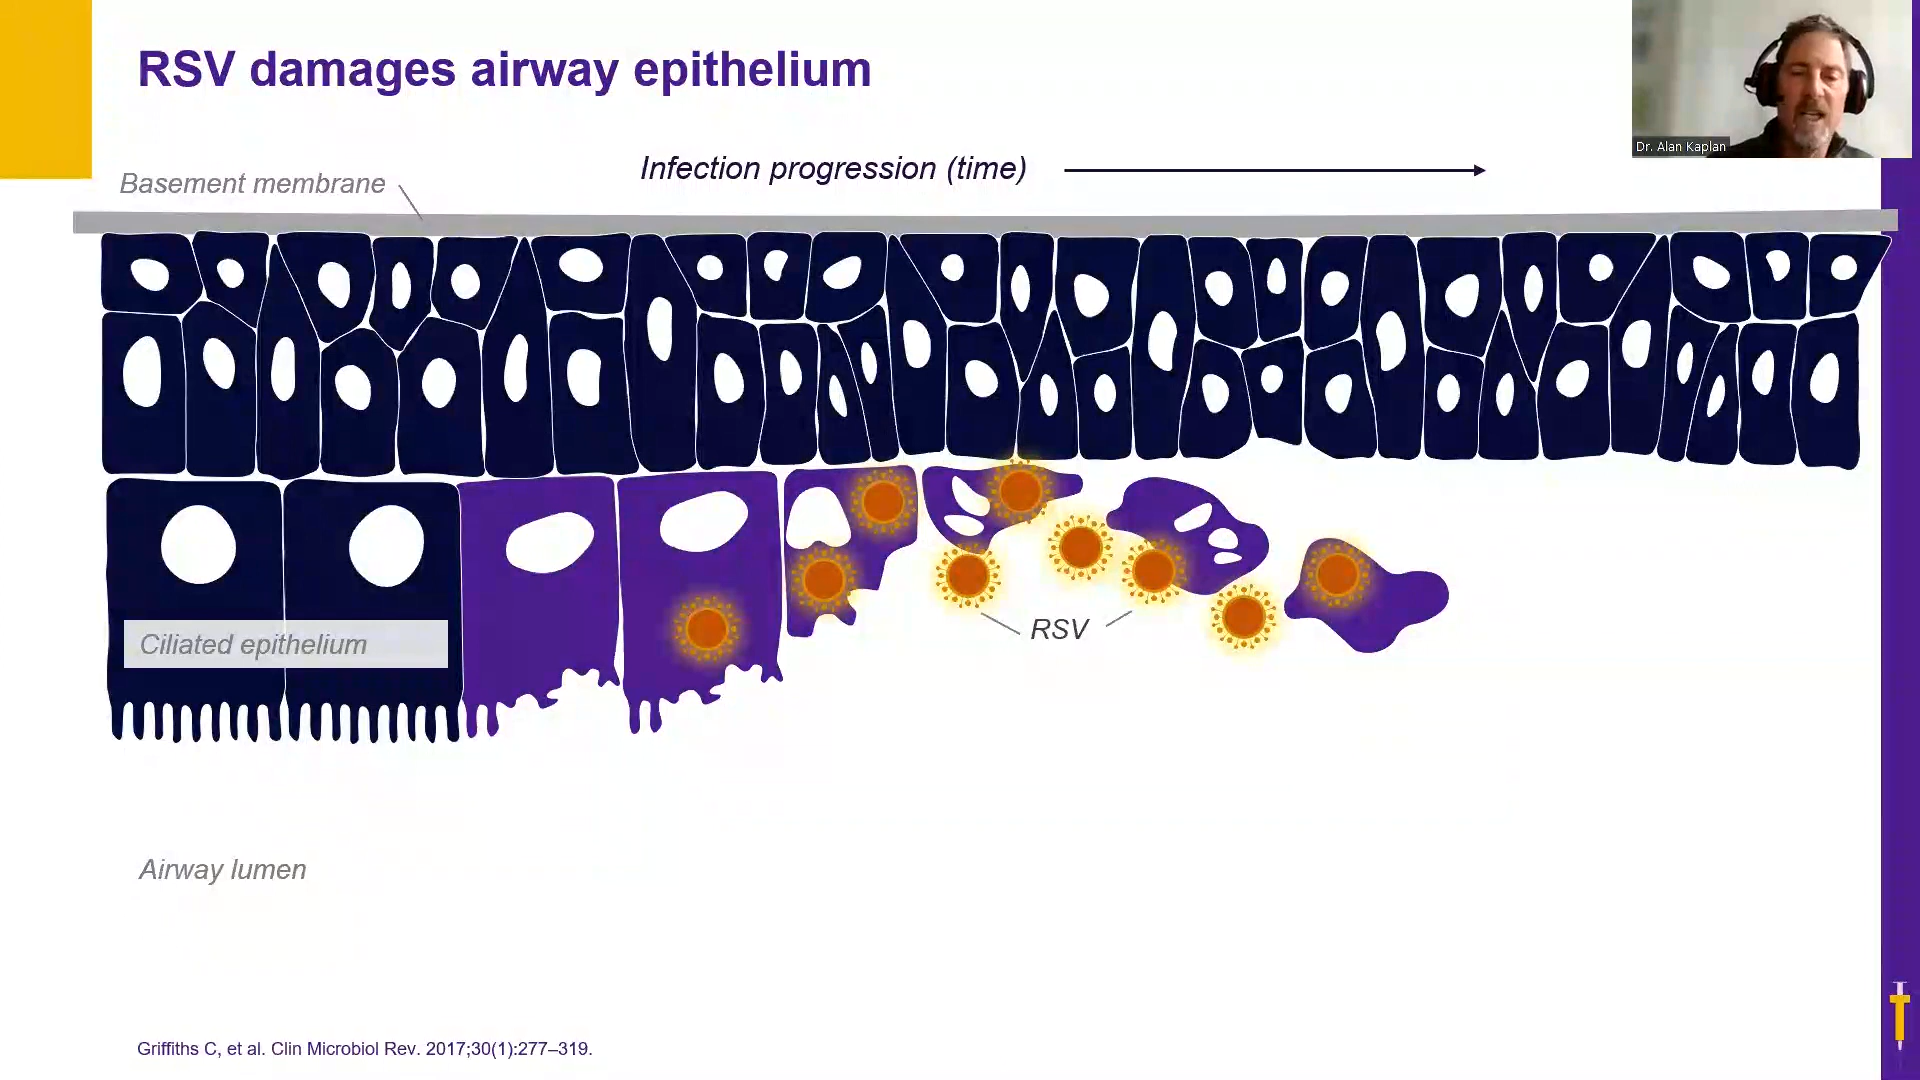 RSV damages airway epithelium
Dr. Alan Kaplan
Infection progression (time)
Basement membrane
RSV
Ciliated epithelium
Airway lumen
Griffiths C, et al. Clin Microbiol Rev. 2017;30(1):277–319.